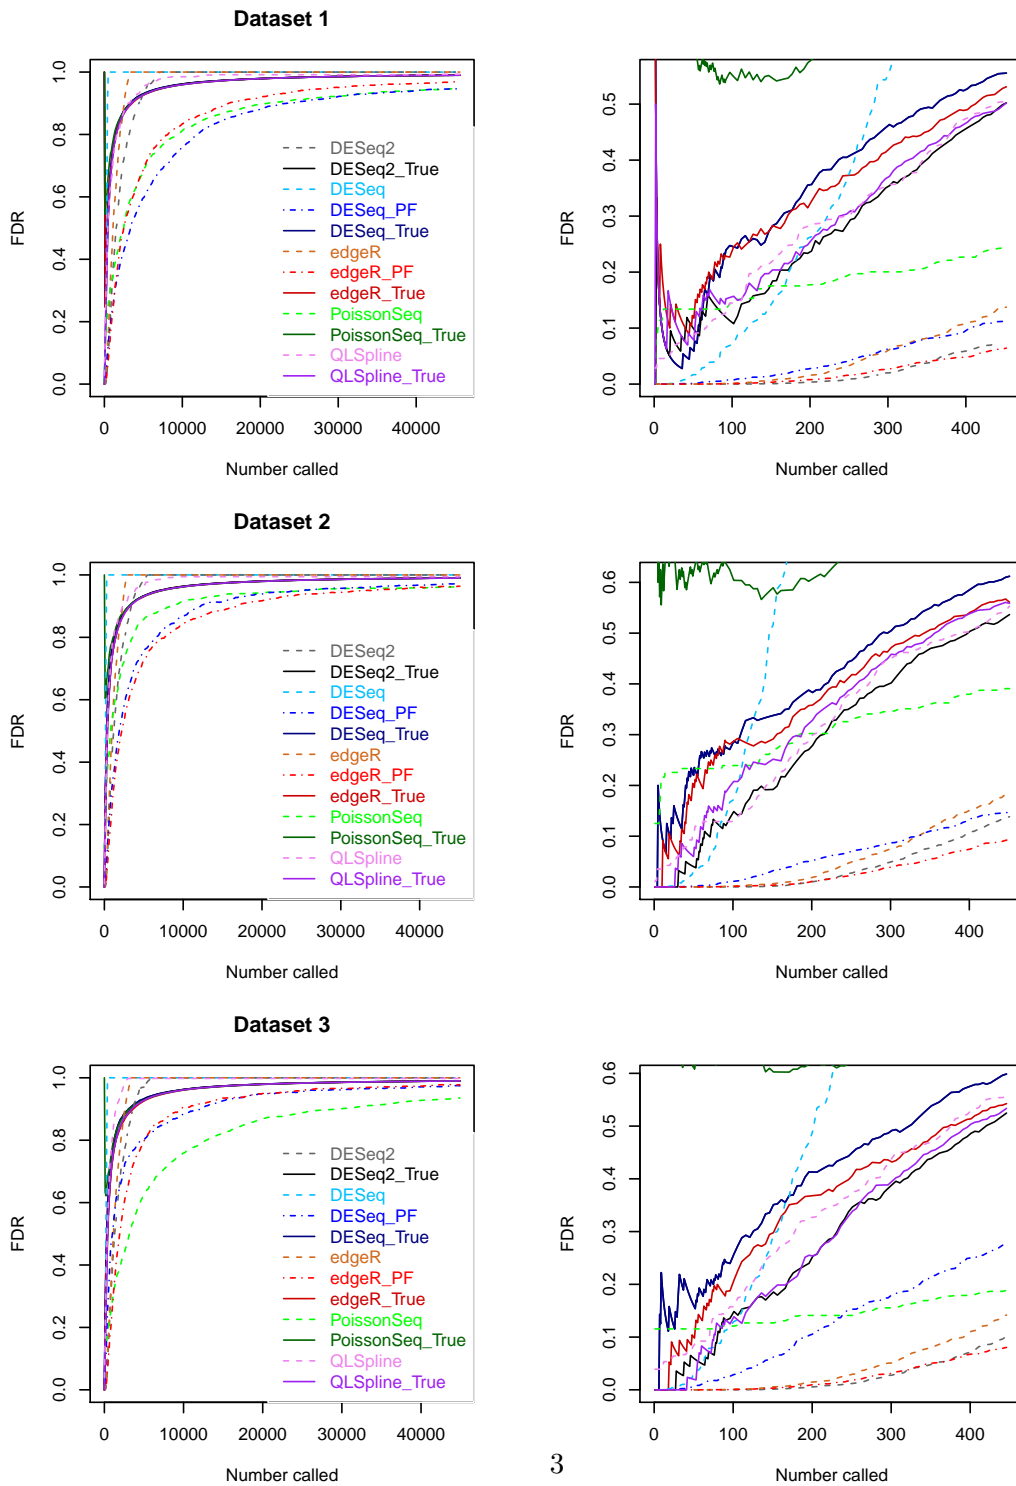 Dataset 1
FDR
0.0 0.2 0.4 0.6 0.8 1.0
DESeq2
DESeq2_True
DESeq
DESeq_PF
DESeq_True
edgeR
edgeR_PF
edgeR_True
PoissonSeq
PoissonSeq_True
QLSpline
QLSpline_True
0 10000 20000 30000 40000
Number called
FDR
0.0 0.1 0.2 0.3 0.4 0.5
0 100 200 300 400
Number called
Dataset 2
FDR
0.0 0.2 0.4 0.6 0.8 1.0
DESeq2
DESeq2_True
DESeq
DESeq_PF
DESeq_True
edgeR
edgeR_PF
edgeR_True
PoissonSeq
PoissonSeq_True
QLSpline
QLSpline_True
0 10000 20000 30000 40000
Number called
FDR
0.0 0.1 0.2 0.3 0.4 0.5 0.6
0 100 200 300 400
Number called
Dataset 3
FDR
0.0 0.2 0.4 0.6 0.8 1.0
DESeq2
DESeq2_True
DESeq
DESeq_PF
DESeq_True
edgeR
edgeR_PF
edgeR_True
PoissonSeq
PoissonSeq_True
QLSpline
QLSpline_True
0 10000 20000 30000 40000
Number called
FDR
0.0 0.1 0.2 0.3 0.4 0.5 0.6
0 100 200 300 400
Number called
3